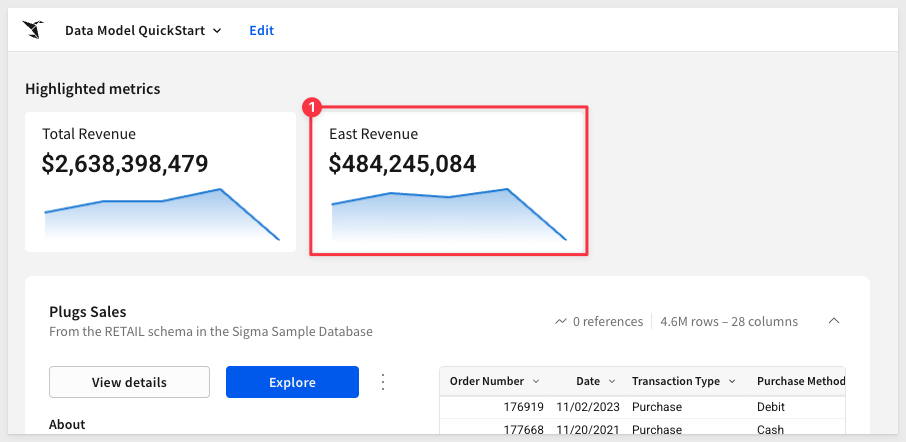 Data Model QuickStart Edit
Highlighted metrics
1
Total Revenue
$2,638,398,479
East Revenue
$484,245,084
Plugs Sales
From the RETAIL schema in the Sigma Sample Database
0 references 4.6M rows – 28 columns
View details Explore
About
Order Number Date Transaction Type Purchase Method
176919 11/02/2023 Purchase Debit
177668 11/20/2021 Purchase Cash